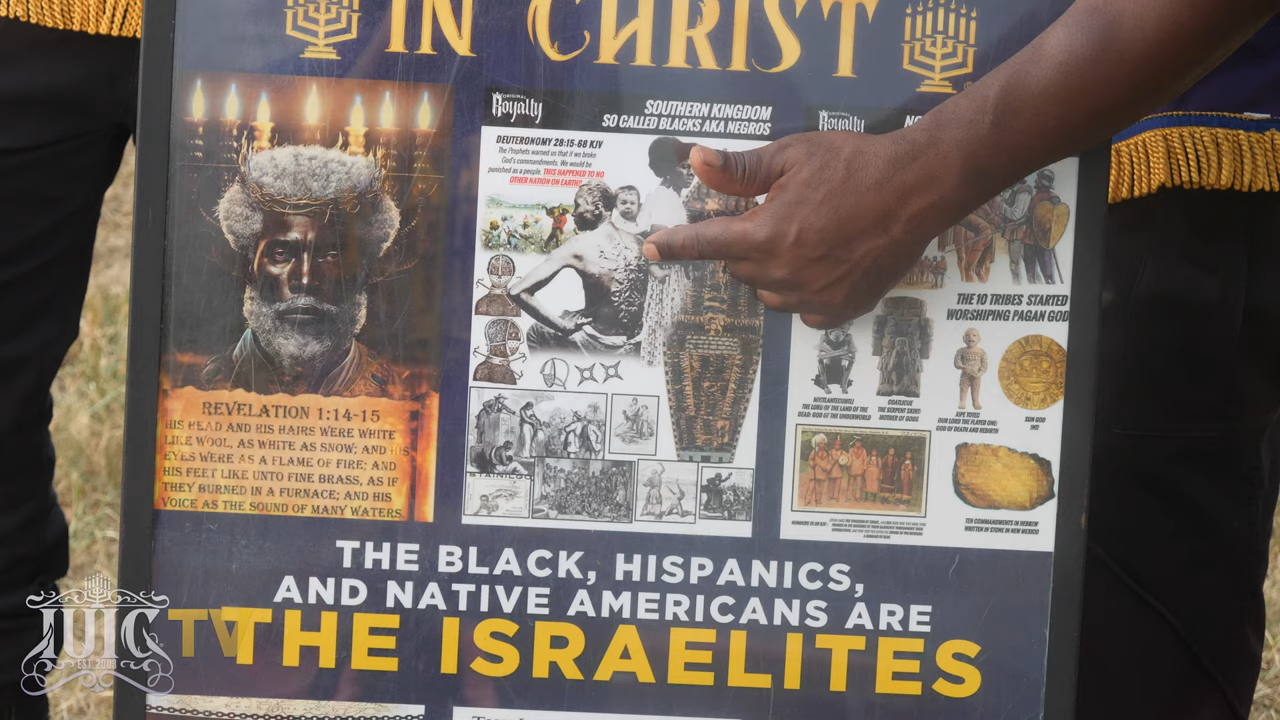 IN CHRIST
ORIGINAL
Royalty
SOUTHERN KINGDOM
SO CALLED BLACKS AKA NEGROS
DEUTERONOMY 28:15-68 KJV
The Prophets warned us that if we broke
God's commandments. We would be
punished as a people. THIS HAPPENED TO NO
OTHER NATION ON EARTH!!
ORIGINAL
Royalty
NO
THE 10 TRIBES STARTED
WORSHIPING PAGAN GOD
MICTLANTECUHTLI
THE LORD OF THE LAND OF THE
DEAD: GOD OF THE UNDERWORLD
COATLICUE
THE SERPENT SKIRT:
MOTHER OF GODS
XIPE TOTEC
OUR LORD THE FLAYED ONE:
GOD OF DEATH AND REBIRTH
SUN GOD
INTI
TEN COMMANDMENTS IN HEBREW
WRITTEN IN STONE IN NEW MEXICO
REVELATION 1:14-15
HIS HEAD AND HIS HAIRS WERE WHITE
LIKE WOOL, AS WHITE AS SNOW; AND HIS
EYES WERE AS A FLAME OF FIRE; AND
HIS FEET LIKE UNTO FINE BRASS, AS IF
THEY BURNED IN A FURNACE; AND HIS
VOICE AS THE SOUND OF MANY WATERS.
THE BLACK, HISPANICS,
AND NATIVE AMERICANS ARE
THE ISRAELITES
IUIC TV
EST. 2003